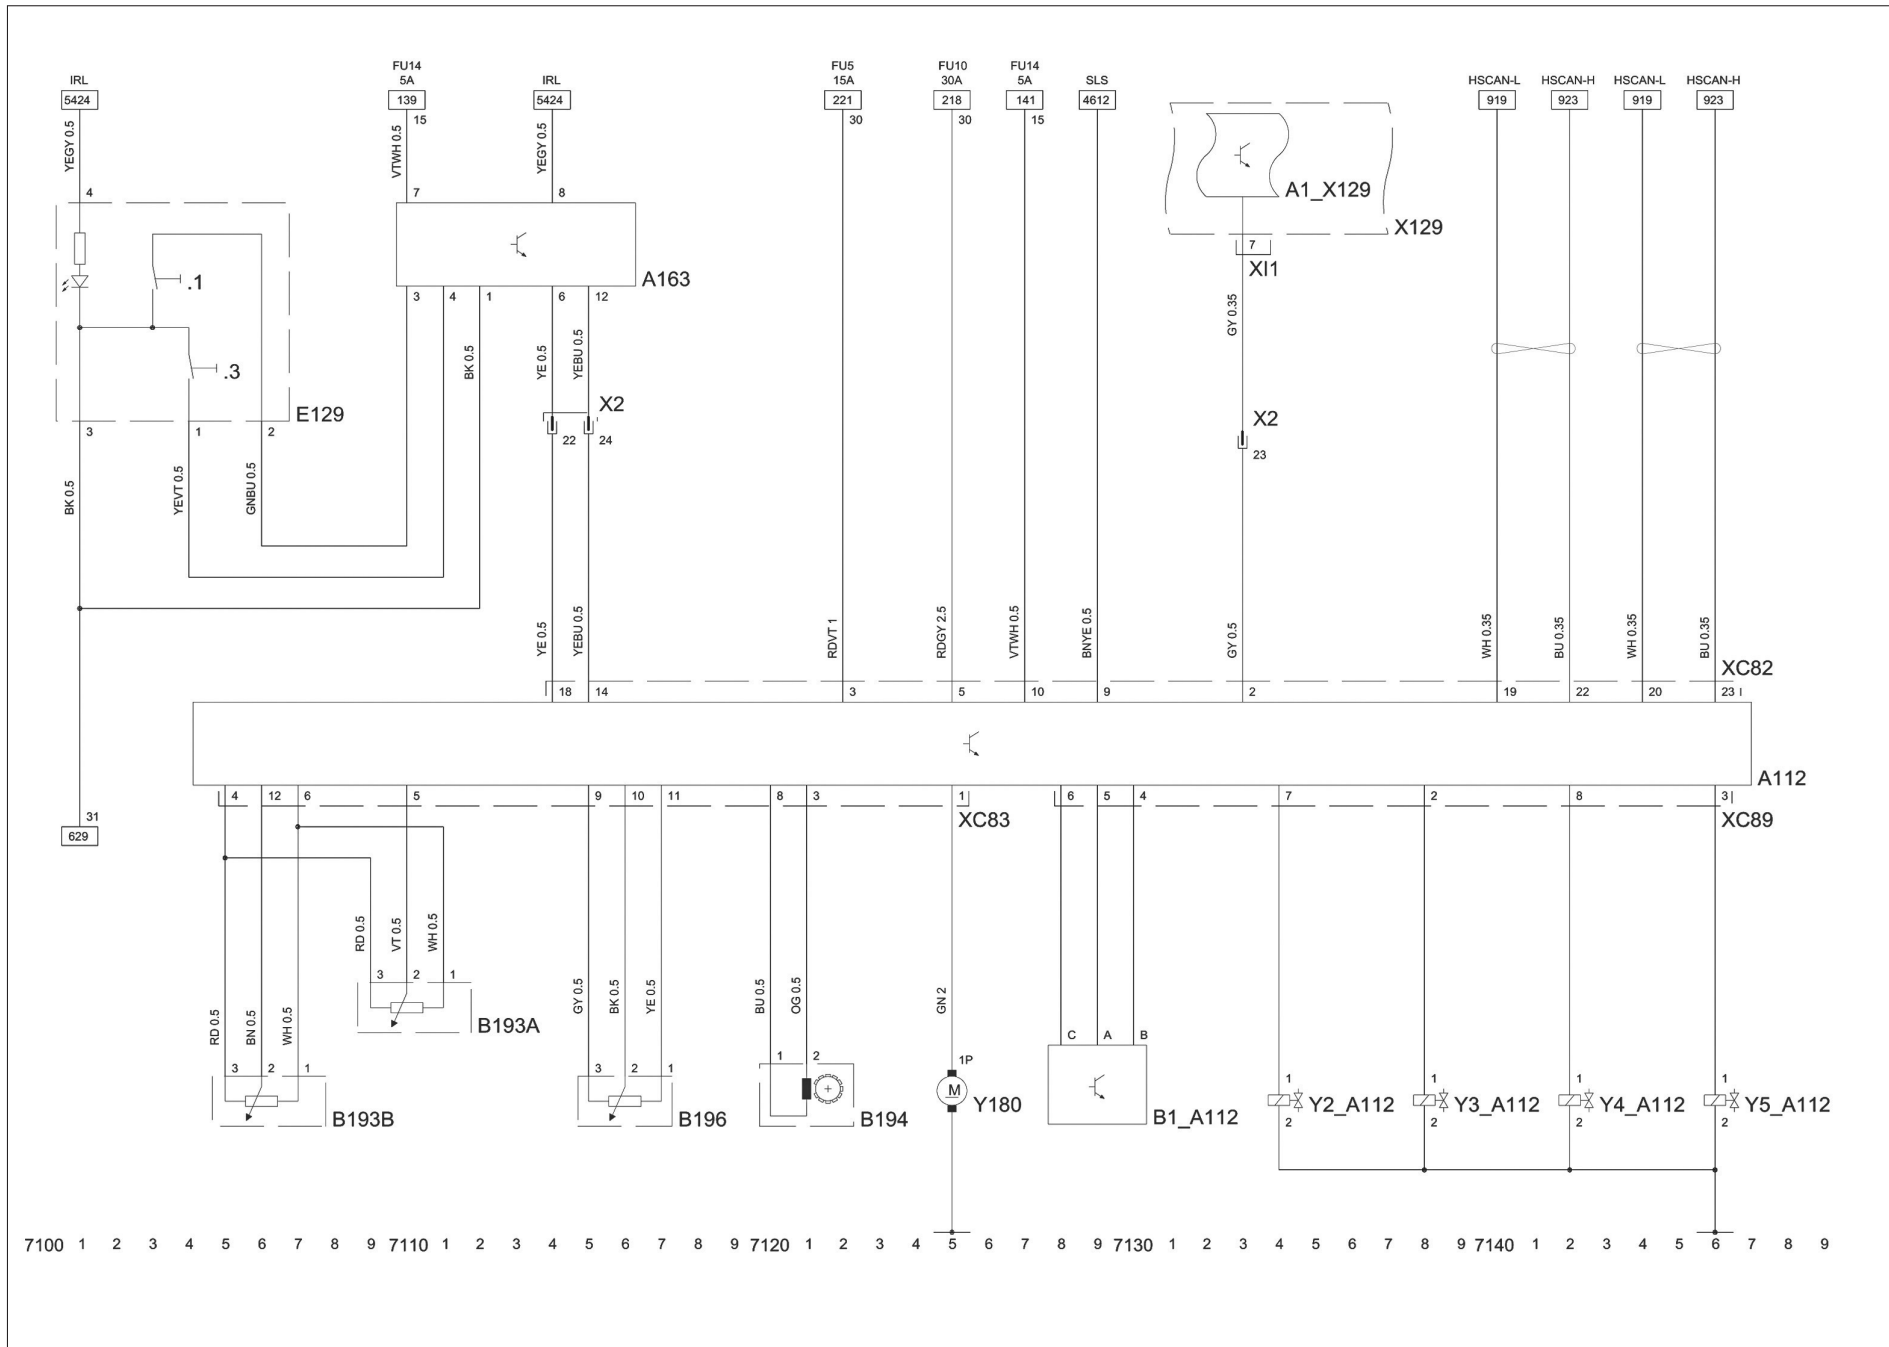 FU14 FU5 FU10 FU14
IRL 5A IRL 15A 30A 5A SLS HSCAN-L HSCAN-H HSCAN-L HSCAN-H
5424 139 5424 221 218 141 4612 919 923 919 923
15 30 30 15
YEGY 0.5 VTWH 0.5 YEGY 0.5
4 7 8
A1_X129
X129
7
XI1
.1
A163
3 4 1 6 12
GY 0.35
BK 0.5 YE 0.5 YEBU 0.5
.3
E129
X2
X2
3 1 2 22 24 23
BK 0.5 YEVT 0.5 GNBU 0.5
YE 0.5 YEBU 0.5 RDVT 1 RDGY 2.5 VTWH 0.5 BNYE 0.5 GY 0.5 WH 0.35 BU 0.35 WH 0.35 BU 0.35
XC82
18 14 3 5 10 9 2 19 22 20 23
A112
4 12 6 5 9 10 11 8 3 1 6 5 4 7 2 8 3
31
629
XC83 XC89
RD 0.5 VT 0.5 WH 0.5
3 2 1
B193A
RD 0.5 BN 0.5 WH 0.5 GY 0.5 BK 0.5 YE 0.5 BU 0.5 OG 0.5 GN 2
C A B
3 2 1 3 2 1 1 2 1P
M
1 1 1 1
B193B B196 B194 Y180 B1_A112 Y2_A112 Y3_A112 Y4_A112 Y5_A112
2 2 2 2
7100 1 2 3 4 5 6 7 8 9 7110 1 2 3 4 5 6 7 8 9 7120 1 2 3 4 5 6 7 8 9 7130 1 2 3 4 5 6 7 8 9 7140 1 2 3 4 5 6 7 8 9